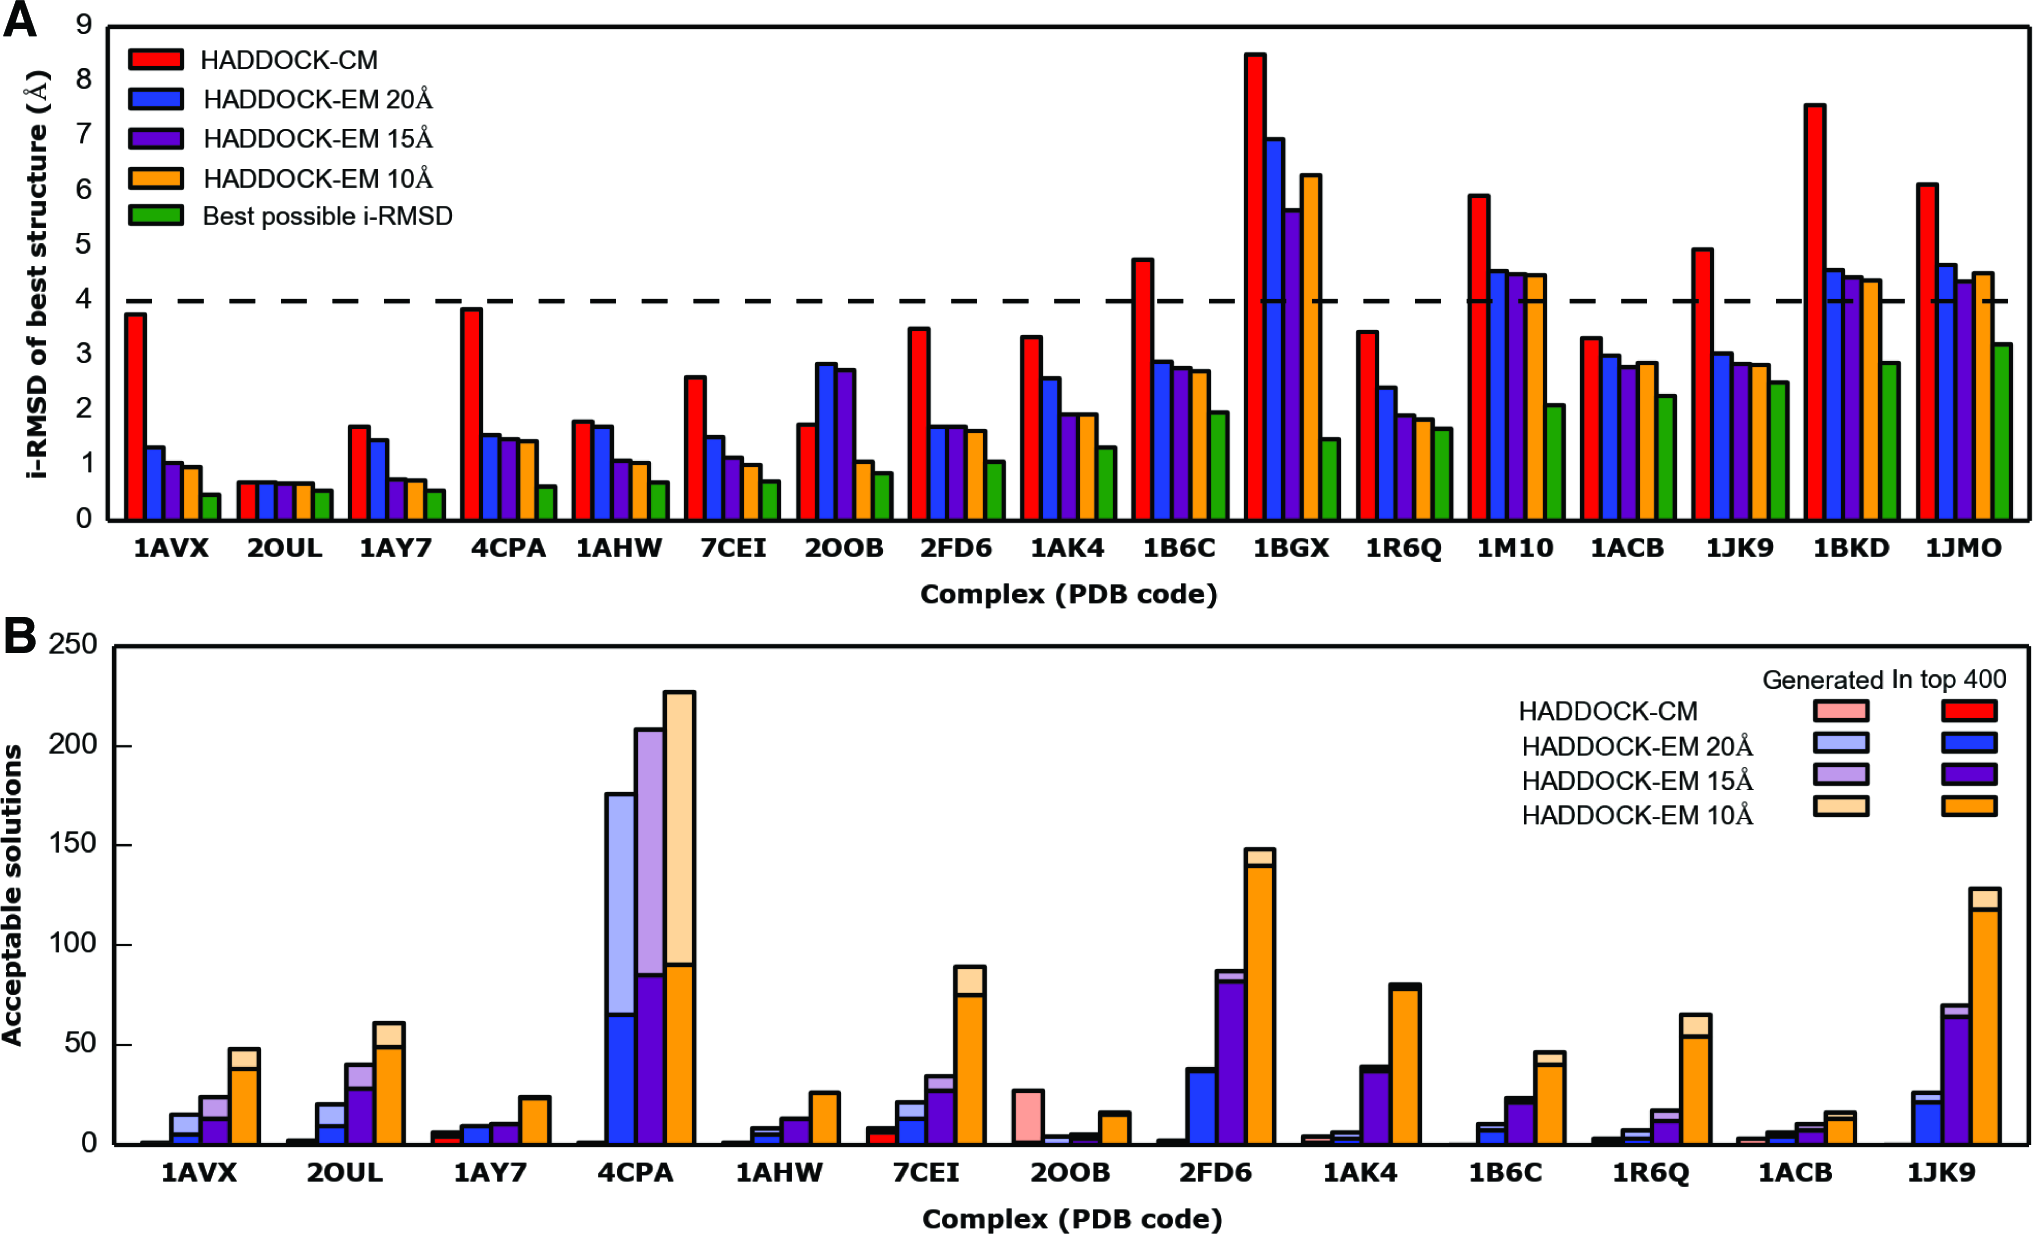 A
9
8
7
6
5
4
3
2
1
0
i-RMSD of best structure (Å)
HADDOCK-CM
HADDOCK-EM 20Å
HADDOCK-EM 15Å
HADDOCK-EM 10Å
Best possible i-RMSD
1AVX 2OUL 1AY7 4CPA 1AHW 7CEI 2OOB 2FD6 1AK4 1B6C 1BGX 1R6Q 1M10 1ACB 1JK9 1BKD 1JMO
Complex (PDB code)
B
250
200
150
100
50
0
Acceptable solutions
Generated In top 400
HADDOCK-CM
HADDOCK-EM 20Å
HADDOCK-EM 15Å
HADDOCK-EM 10Å
1AVX 2OUL 1AY7 4CPA 1AHW 7CEI 2OOB 2FD6 1AK4 1B6C 1R6Q 1ACB 1JK9
Complex (PDB code)